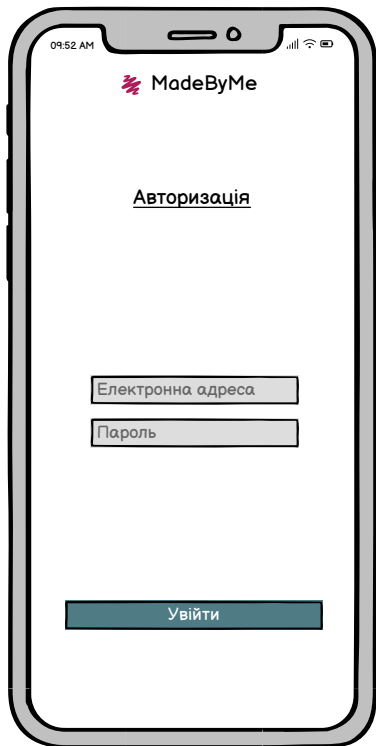 09:52 AM
MadeByMe
Авторизація
Електронна адреса
Пароль
Увійти